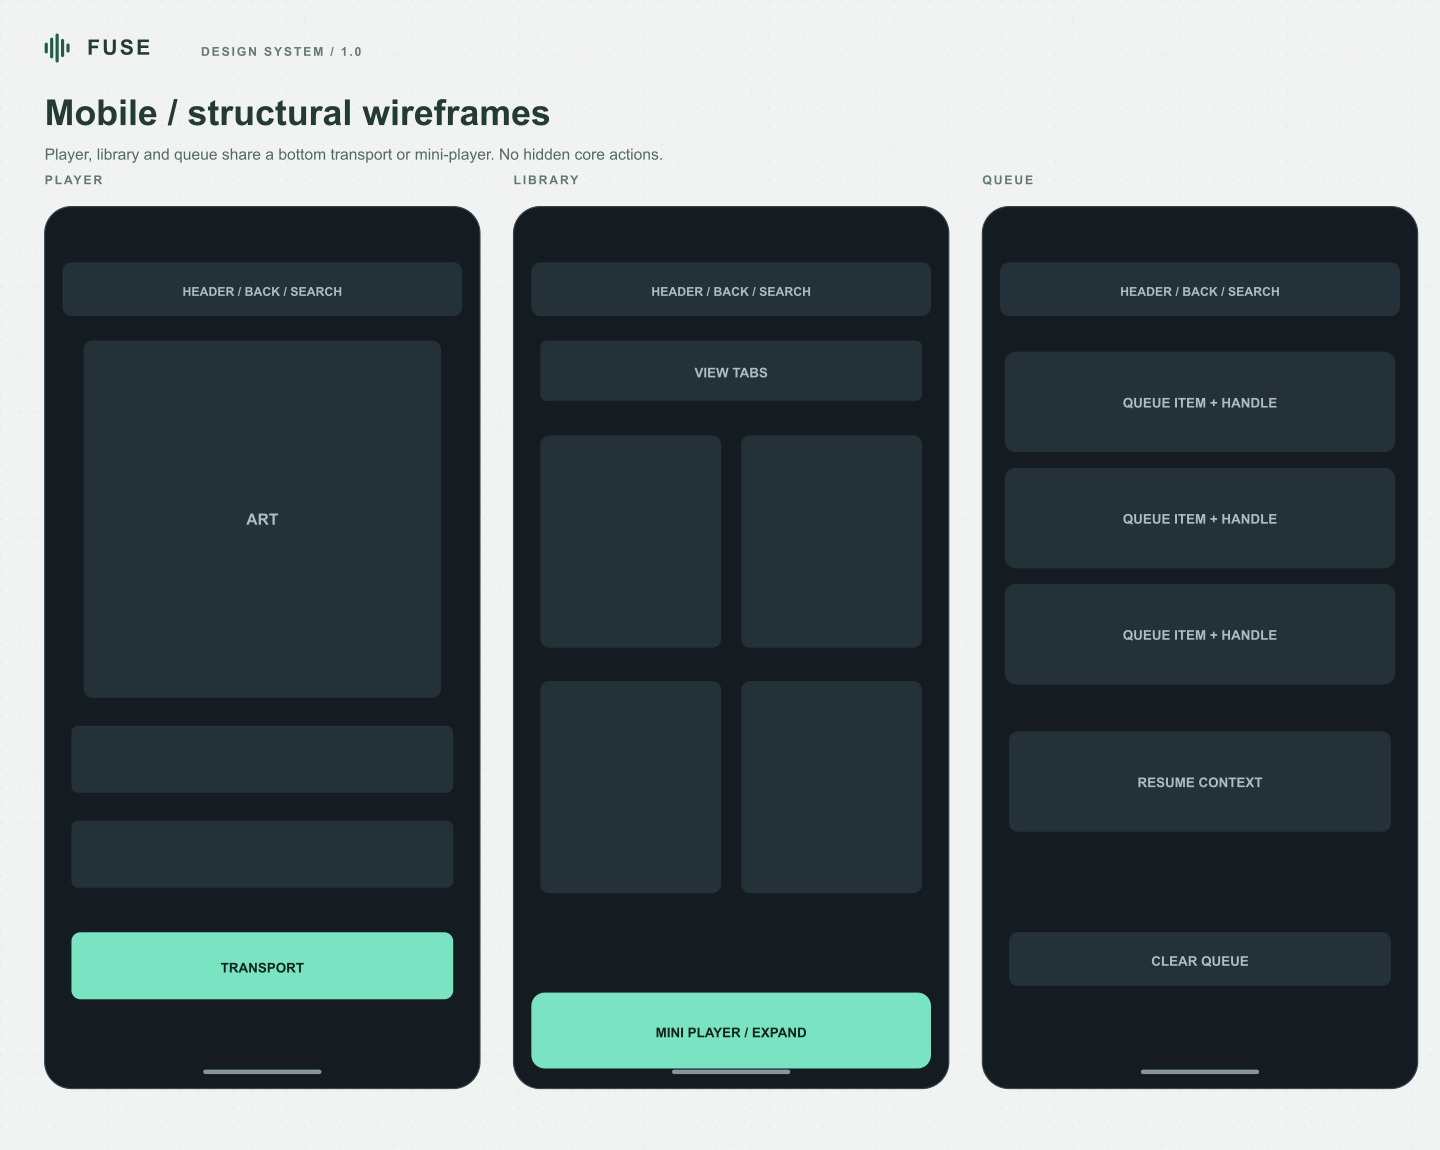 FUSE
DESIGN SYSTEM / 1.0
Mobile / structural wireframes
Player, library and queue share a bottom transport or mini-player. No hidden core actions.
PLAYER
HEADER / BACK / SEARCH
ART
TRANSPORT
LIBRARY
HEADER / BACK / SEARCH
VIEW TABS
MINI PLAYER / EXPAND
QUEUE
HEADER / BACK / SEARCH
QUEUE ITEM + HANDLE
QUEUE ITEM + HANDLE
QUEUE ITEM + HANDLE
RESUME CONTEXT
CLEAR QUEUE